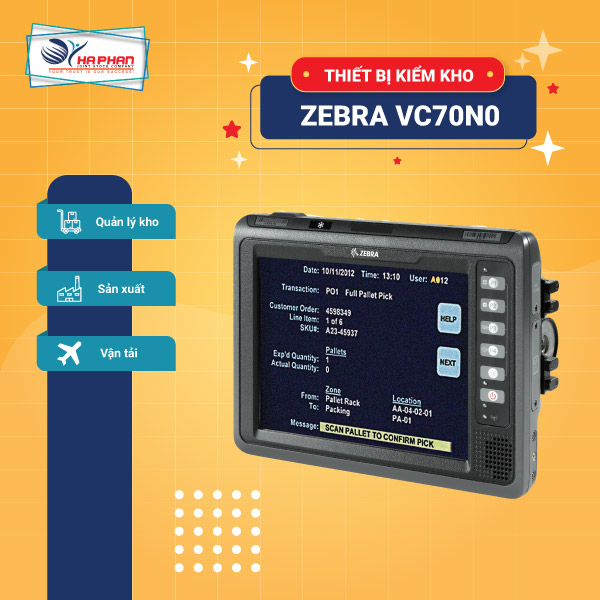 HA PHAN
JOINT STOCK COMPANY
YOUR TRUST IS OUR SUCCESS!
THIẾT BỊ KIỂM KHO
ZEBRA VC70N0
Quản lý kho
Sản xuất
Vận tải
ZEBRA
Date: 10/11/2012 Time: 13:10 User: A012
Transaction: PO1 Full Pallet Pick
Customer Order: 4598349
Line Item: 1 of 6
SKU#: A23-45937
HELP
Pallets
Exp'd Quantity: 1
Actual Quantity: 0
NEXT
Zone Location
From: Pallet Rack AA-04-02-01
To: Packing PA-01
Message: SCAN PALLET TO CONFIRM PICK